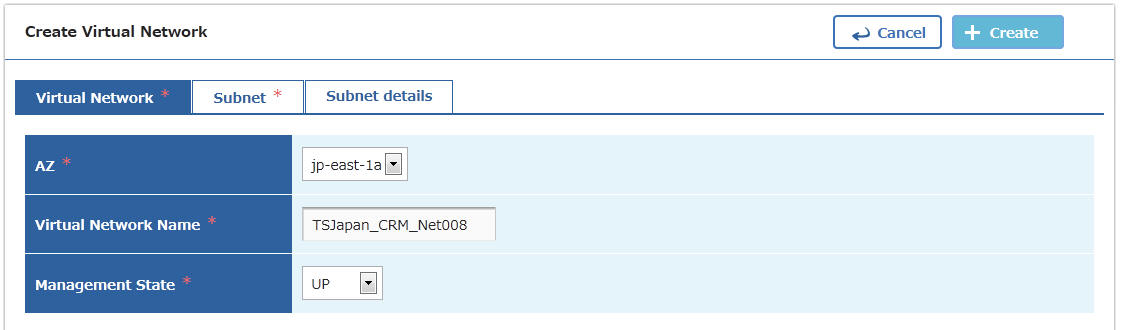 Create Virtual Network
Cancel
+ Create
Virtual Network *
Subnet *
Subnet details
AZ *
jp-east-1a
Virtual Network Name *
TSJapan_CRM_Net008
Management State *
UP